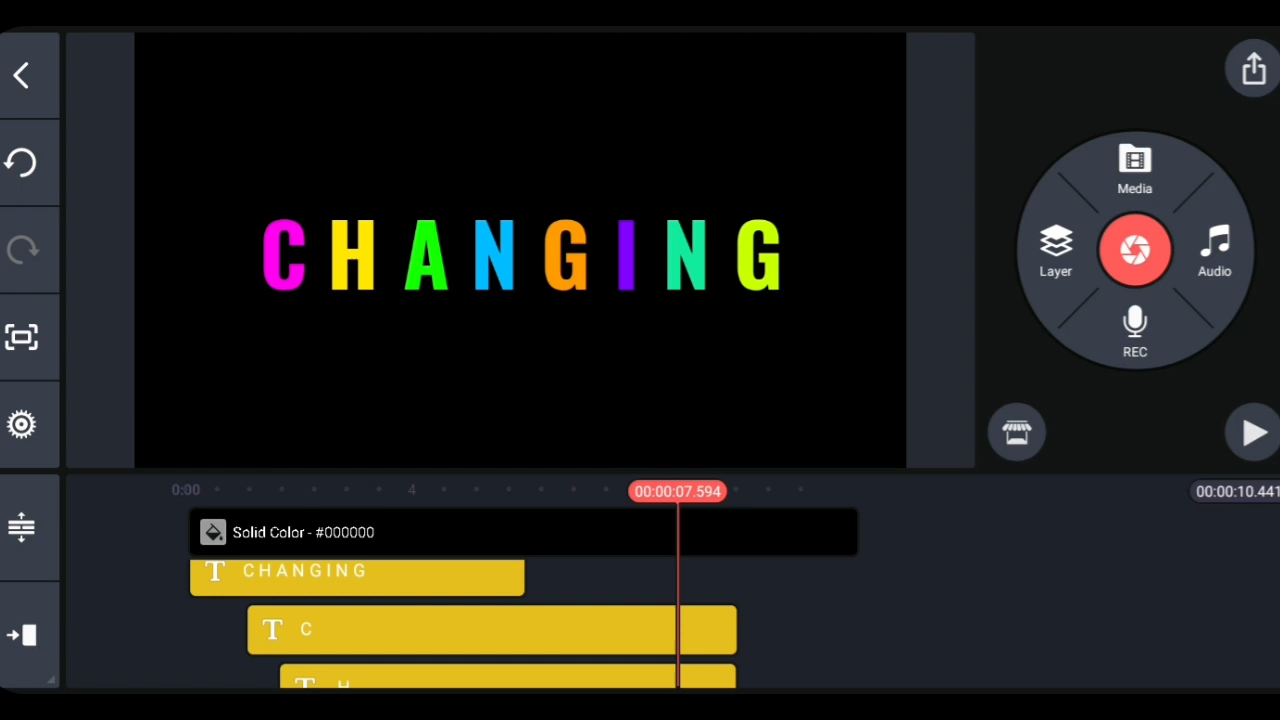 CHANGING
Media
Layer
Audio
REC
0:00
4
00:00:07.594
00:00:10.441
Solid Color - #000000
T CHANGING
T C
T H